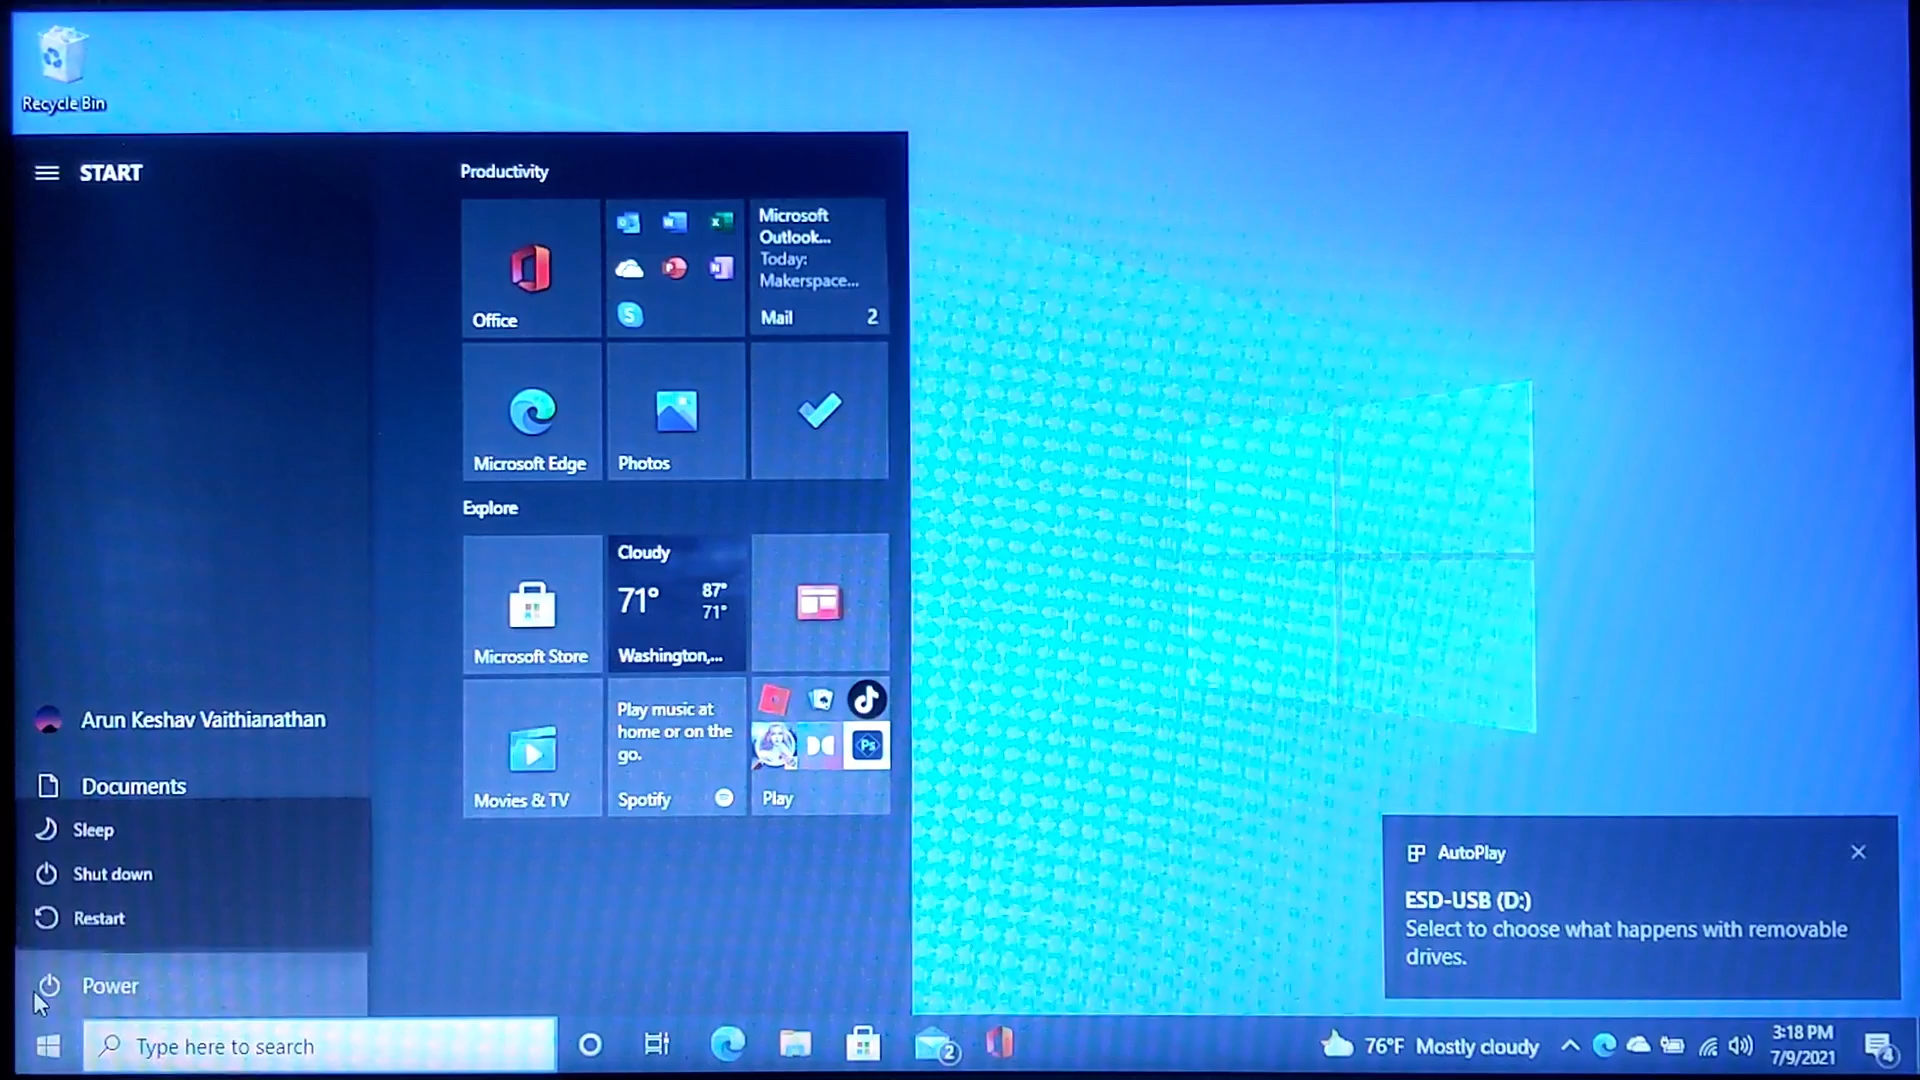 Recycle Bin
START
Productivity
Office
Microsoft
Outlook...
Today:
Makerspace...
Mail 2
Microsoft Edge
Photos
Explore
Microsoft Store
Cloudy
71° 87°
71°
Washington,...
Movies & TV
Play music at
home or on the
go.
Spotify
Ps
Play
Arun Keshav Vaithianathan
Documents
Sleep
Shut down
Restart
Power
AutoPlay
ESD-USB (D:)
Select to choose what happens with removable
drives.
Type here to search
2
76°F Mostly cloudy
3:18 PM
7/9/2021
4